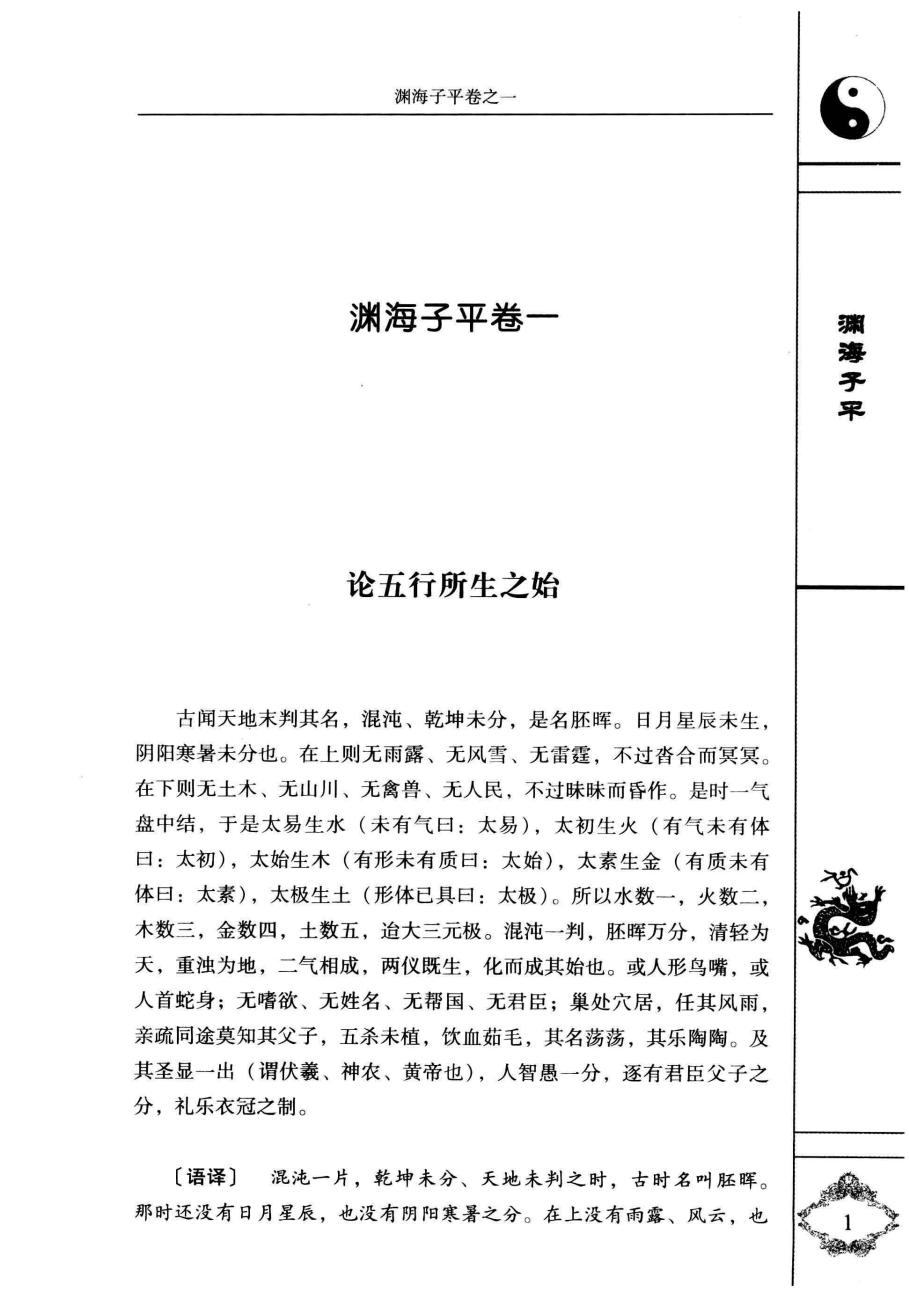 渊海子平卷之一
渊海子平卷一
论五行所生之始
古闻天地末判其名，混沌、乾坤未分，是名胚晖。日月星辰未生，
阴阳寒暑未分也。在上则无雨露、无风雪、无雷霆，不过沓合而冥冥。
在下则无土木、无山川、无禽兽、无人民，不过昧昧而昏作。是时一气
盘中结，于是太易生水（未有气曰：太易），太初生火（有气未有体
曰：太初），太始生木（有形未有质曰：太始），太素生金（有质未有
体曰：太素），太极生土（形体已具曰：太极）。所以水数一，火数二，
木数三，金数四，土数五，迨大三元极。混沌一判，胚晖万分，清轻为
天，重浊为地，二气相成，两仪既生，化而成其始也。或人形鸟嘴，或
人首蛇身；无嗜欲、无姓名、无帮国、无君臣；巢处穴居，任其风雨，
亲疏同途莫知其父子，五杀未植，饮血茹毛，其名荡荡，其乐陶陶。及
其圣显一出（谓伏羲、神农、黄帝也），人智愚一分，逐有君臣父子之
分，礼乐衣冠之制。
〔语译〕 混沌一片，乾坤未分、天地未判之时，古时名叫胚晖。
那时还没有日月星辰，也没有阴阳寒暑之分。在上没有雨露、风云，也
渊海子平
1